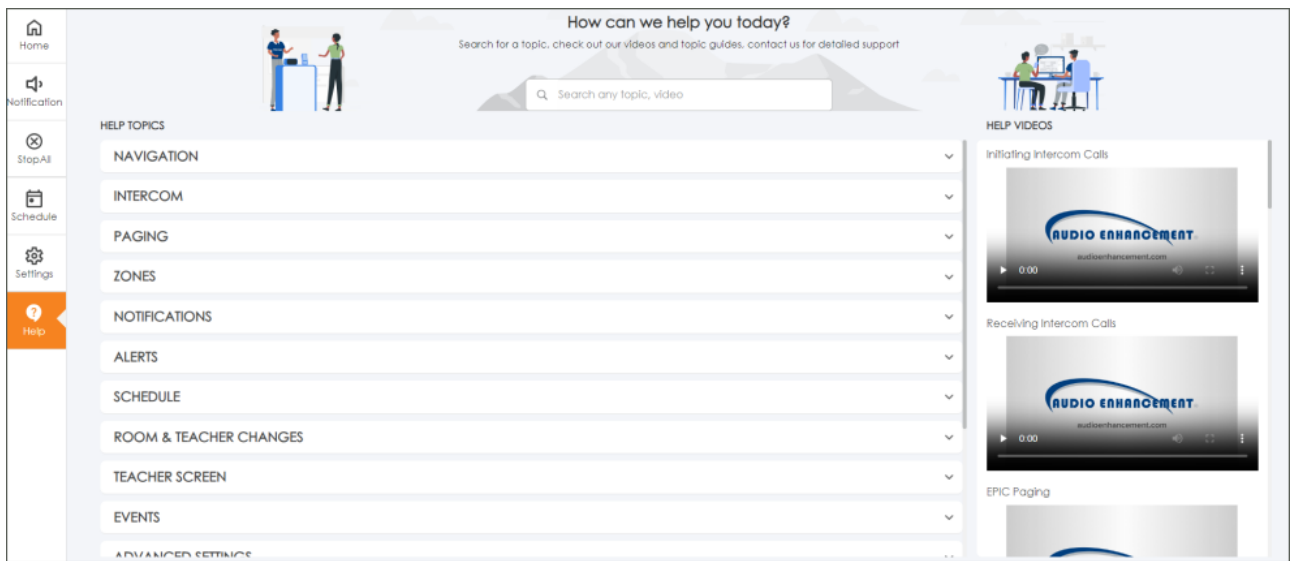 Home
Notification
StopAll
Schedule
Settings
Help
How can we help you today?
Search for a topic, check out our videos and topic guides, contact us for detailed support
Search any topic, video
HELP TOPICS
NAVIGATION
INTERCOM
PAGING
ZONES
NOTIFICATIONS
ALERTS
SCHEDULE
ROOM & TEACHER CHANGES
TEACHER SCREEN
EVENTS
ADVANCED SETTINGS
HELP VIDEOS
Initiating Intercom Calls
AUDIO ENHANCEMENT
audioenhancement.com
0:00
Receiving Intercom Calls
AUDIO ENHANCEMENT
audioenhancement.com
0:00
EPIC Paging